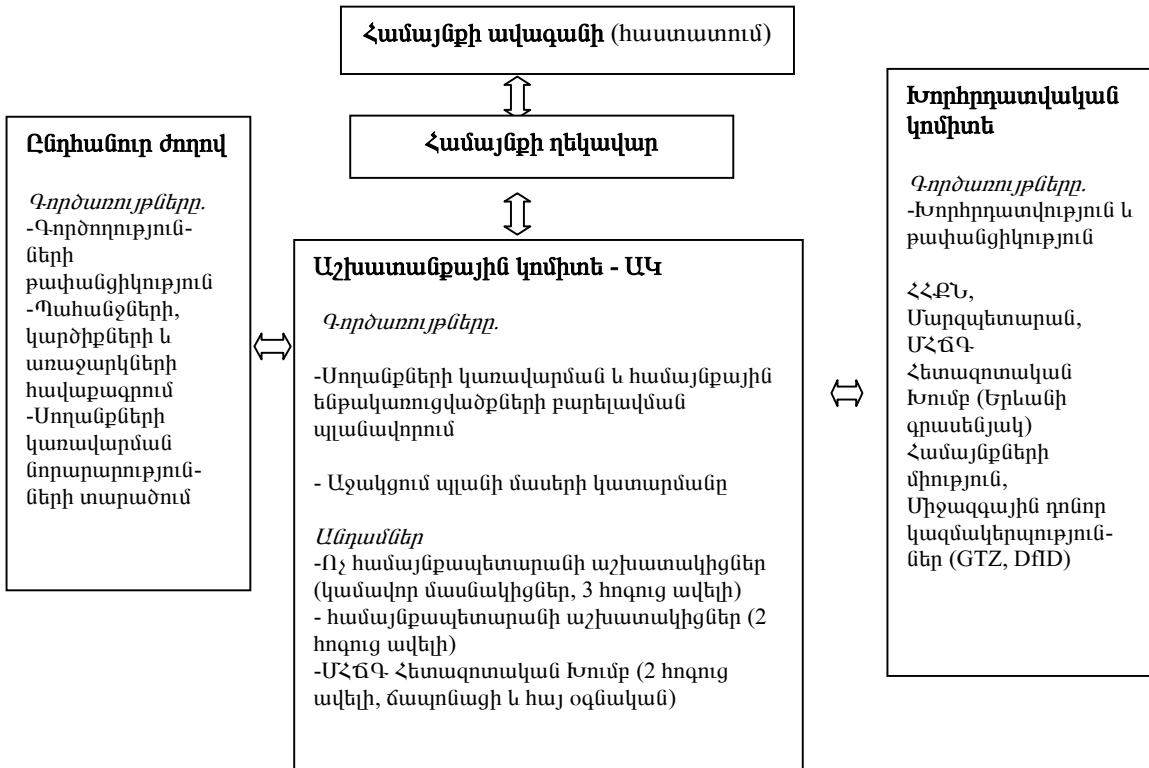 Համայնքի ավագանի (հաստատում)
Համայնքի ղեկավար
Ընդհանուր ժողով
Գործառույթները.
-Գործողություն-
ների
թափանցիկություն
-Պահանջների,
կարծիքների և
առաջարկների
հավաքագրում
-Սողանքների
կառավարման
նորարարություն-
ների տարածում
Աշխատանքային կոմիտե - ԱԿ
Գործառույթները.
-Սողանքների կառավարման և համայնքային
ենթակառուցվածքների բարելավման
պլանավորում
- Աջակցում պլանի մասերի կատարմանը
Անդամներ
-Ոչ համայնքապետարանի աշխատակիցներ
(կամավոր մասնակիցներ, 3 հոգուց ավելի)
- համայնքապետարանի աշխատակիցներ (2
հոգուց ավելի)
-ՄՀՃԳ Հետազոտական Խումբ (2 հոգուց
ավելի, ճապոնացի և հայ օգնական)
Խորհրդատվական
կոմիտե
Գործառույթները.
-Խորհրդատվություն և
թափանցիկություն
ՀՀՔՆ,
Մարզպետարան,
ՄՀՃԳ
Հետազոտական
Խումբ (Երևանի
գրասենյակ)
Համայնքների
միություն,
Միջազգային դոնոր
կազմակերպություն-
ներ (GTZ, DfID)